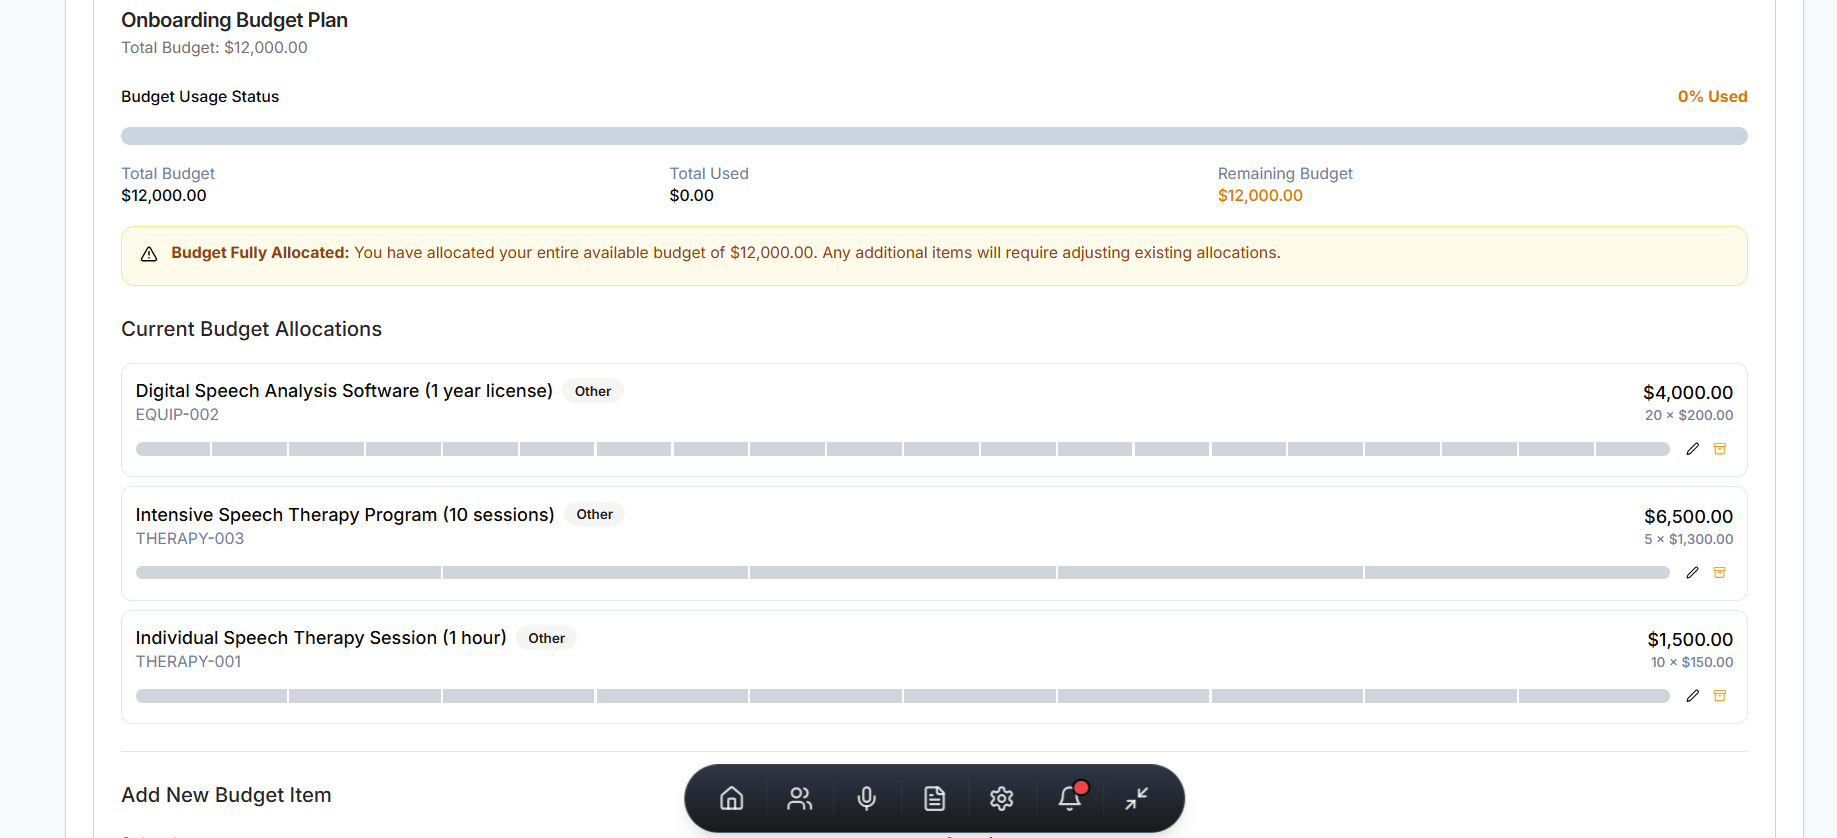 Onboarding Budget Plan
Total Budget: $12,000.00
Budget Usage Status
0% Used
Total Budget
$12,000.00
Total Used
$0.00
Remaining Budget
$12,000.00
Budget Fully Allocated: You have allocated your entire available budget of $12,000.00. Any additional items will require adjusting existing allocations.
Current Budget Allocations
Digital Speech Analysis Software (1 year license) Other
$4,000.00
EQUIP-002
20 × $200.00
Intensive Speech Therapy Program (10 sessions) Other
$6,500.00
THERAPY-003
5 × $1,300.00
Individual Speech Therapy Session (1 hour) Other
$1,500.00
THERAPY-001
10 × $150.00
Add New Budget Item